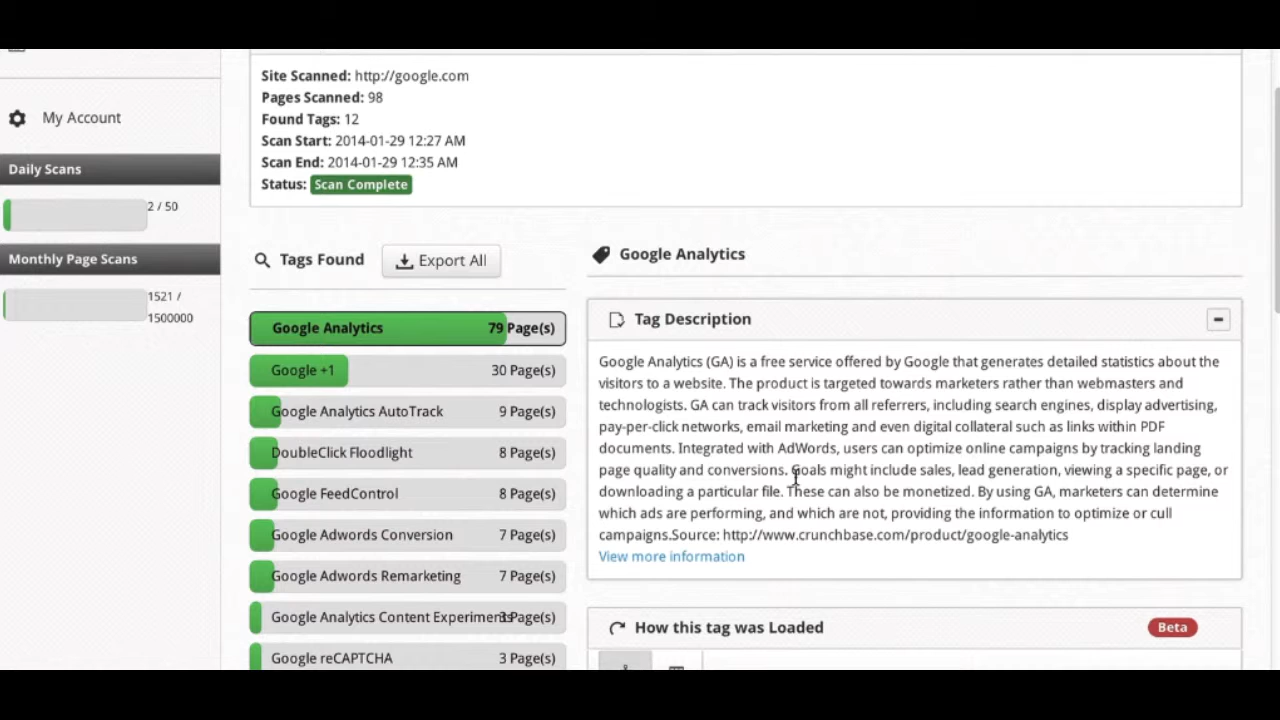 My Account
Daily Scans
2 / 50
Monthly Page Scans
1521 /
1500000
Site Scanned: http://google.com
Pages Scanned: 98
Found Tags: 12
Scan Start: 2014-01-29 12:27 AM
Scan End: 2014-01-29 12:35 AM
Status: Scan Complete
Tags Found
Export All
Google Analytics 79 Page(s)
Google +1 30 Page(s)
Google Analytics AutoTrack 9 Page(s)
DoubleClick Floodlight 8 Page(s)
Google FeedControl 8 Page(s)
Google Adwords Conversion 7 Page(s)
Google Adwords Remarketing 7 Page(s)
Google Analytics Content Experiments 3 Page(s)
Google reCAPTCHA 3 Page(s)
Google Analytics
Tag Description
Google Analytics (GA) is a free service offered by Google that generates detailed statistics about the
visitors to a website. The product is targeted towards marketers rather than webmasters and
technologists. GA can track visitors from all referrers, including search engines, display advertising,
pay-per-click networks, email marketing and even digital collateral such as links within PDF
documents. Integrated with AdWords, users can optimize online campaigns by tracking landing
page quality and conversions. Goals might include sales, lead generation, viewing a specific page, or
downloading a particular file. These can also be monetized. By using GA, marketers can determine
which ads are performing, and which are not, providing the information to optimize or cull
campaigns.Source: http://www.crunchbase.com/product/google-analytics
View more information
How this tag was Loaded
Beta